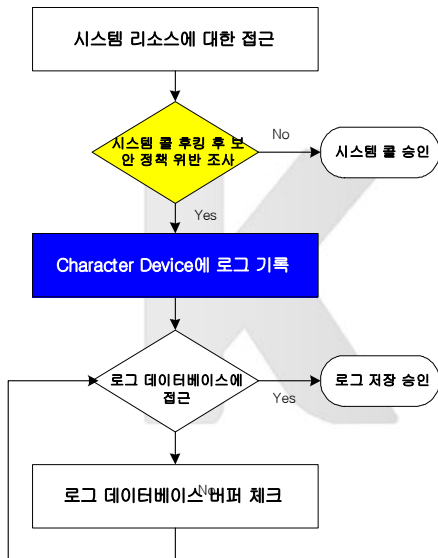 시스템 리소스에 대한 접근
시스템 콜 후킹 후 보
안 정책 위반 조사
No
시스템 콜 승인
Yes
Character Device에 로그 기록
로그 데이터베이스에
접근
Yes
로그 저장 승인
No
로그 데이터베이스 버퍼 체크